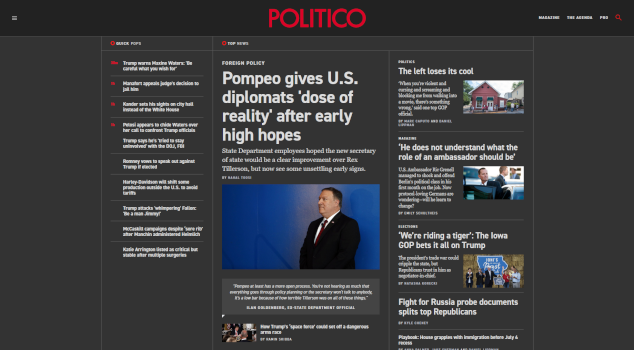 POLITICO
MAGAZINE
THE AGENDA
PRO
QUICK POPS
Trump warns Maxine Waters: 'Be
careful what you wish for'
Manafort appeals judge's decision to
jail him
Kander sets his sights on city hall
instead of the White House
Pelosi appears to chide Waters over
her call to confront Trump officials
Trump says he's 'tried to stay
uninvolved' with the DOJ, FBI
Romney vows to speak out against
Trump if elected
Harley-Davidson will shift some
production outside the U.S. to avoid
tariffs
Trump attacks 'whimpering' Fallon:
'Be a man Jimmy!'
McCaskill campaigns despite 'sore rib'
after Manchin administered Heimlich
Katie Arrington listed as critical but
stable after multiple surgeries
TOP NEWS
FOREIGN POLICY
Pompeo gives U.S.
diplomats 'dose of
reality' after early
high hopes
State Department employees hoped the new secretary
of state would be a clear improvement over Rex
Tillerson, but now see some unsettling early signs.
BY NAHAL TOOSI
"Pompeo at least has a more open process. You're not hearing as much that
everything goes through policy planning or the secretary won't talk to anybody.
It's a low bar because of how terrible Tillerson was on all of these things."
ILAN GOLDENBERG, EX-STATE DEPARTMENT OFFICIAL
How Trump's 'space force' could set off a dangerous
arms race
POLITICS
The left loses its cool
'When you're violent and
cursing and screaming and
blocking me from walking into
a movie, there's something
wrong,' said one top GOP
official.
BY MARC CAPUTO AND DANIEL
LIPPMAN
MAGAZINE
'He does not understand what the
role of an ambassador should be'
U.S. Ambassador Ric Grenell
managed to shock and offend
Berlin's political class in his
first month on the job. Now
protocol-loving Germans are
wondering—will he learn to
change?
BY EMILY SCHULTHEIS
ELECTIONS
'We're riding a tiger': The Iowa
GOP bets it all on Trump
The president's trade war could
cripple the state, but
Republicans trust in him as
negotiator-in-chief.
BY NATASHA KORECKI
Fight for Russia probe documents
splits top Republicans
BY KYLE CHENEY
Playbook: House grapples with immigration before July 4
recess